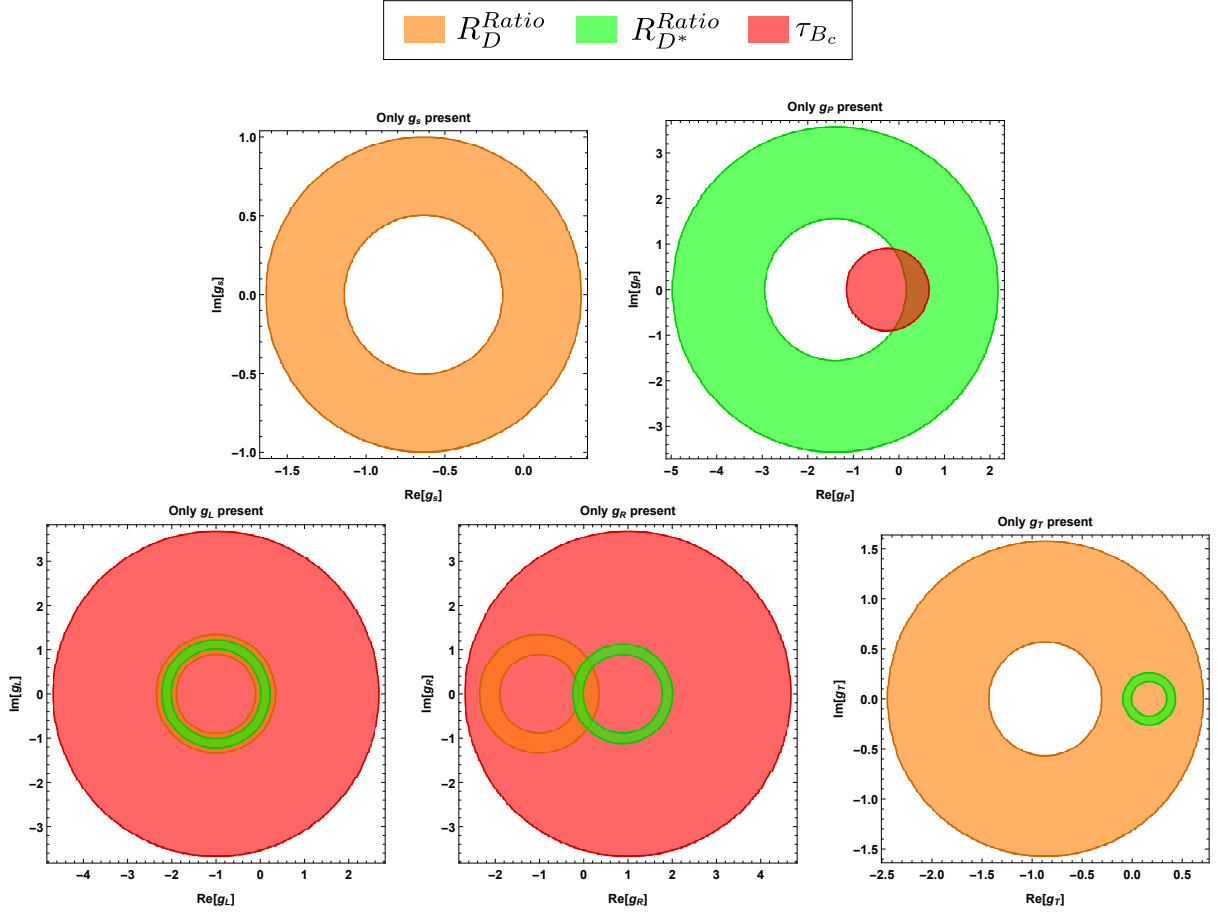 R_D^{Ratio} R_{D*}^{Ratio} τ_{B_c}
Only g_s present
1.0
0.5
0.0
−0.5
−1.0
Im[g_s]
−1.5 −1.0 −0.5 0.0
Re[g_s]
Only g_P present
3
2
1
0
−1
−2
−3
Im[g_P]
−5 −4 −3 −2 −1 0 1 2
Re[g_P]
Only g_L present
3
2
1
0
−1
−2
−3
Im[g_L]
−4 −3 −2 −1 0 1 2
Re[g_L]
Only g_R present
3
2
1
0
−1
−2
−3
Im[g_R]
−2 −1 0 1 2 3 4
Re[g_R]
Only g_T present
1.5
1.0
0.5
0.0
−0.5
−1.0
−1.5
Im[g_T]
−2.5 −2.0 −1.5 −1.0 −0.5 0.0 0.5
Re[g_T]